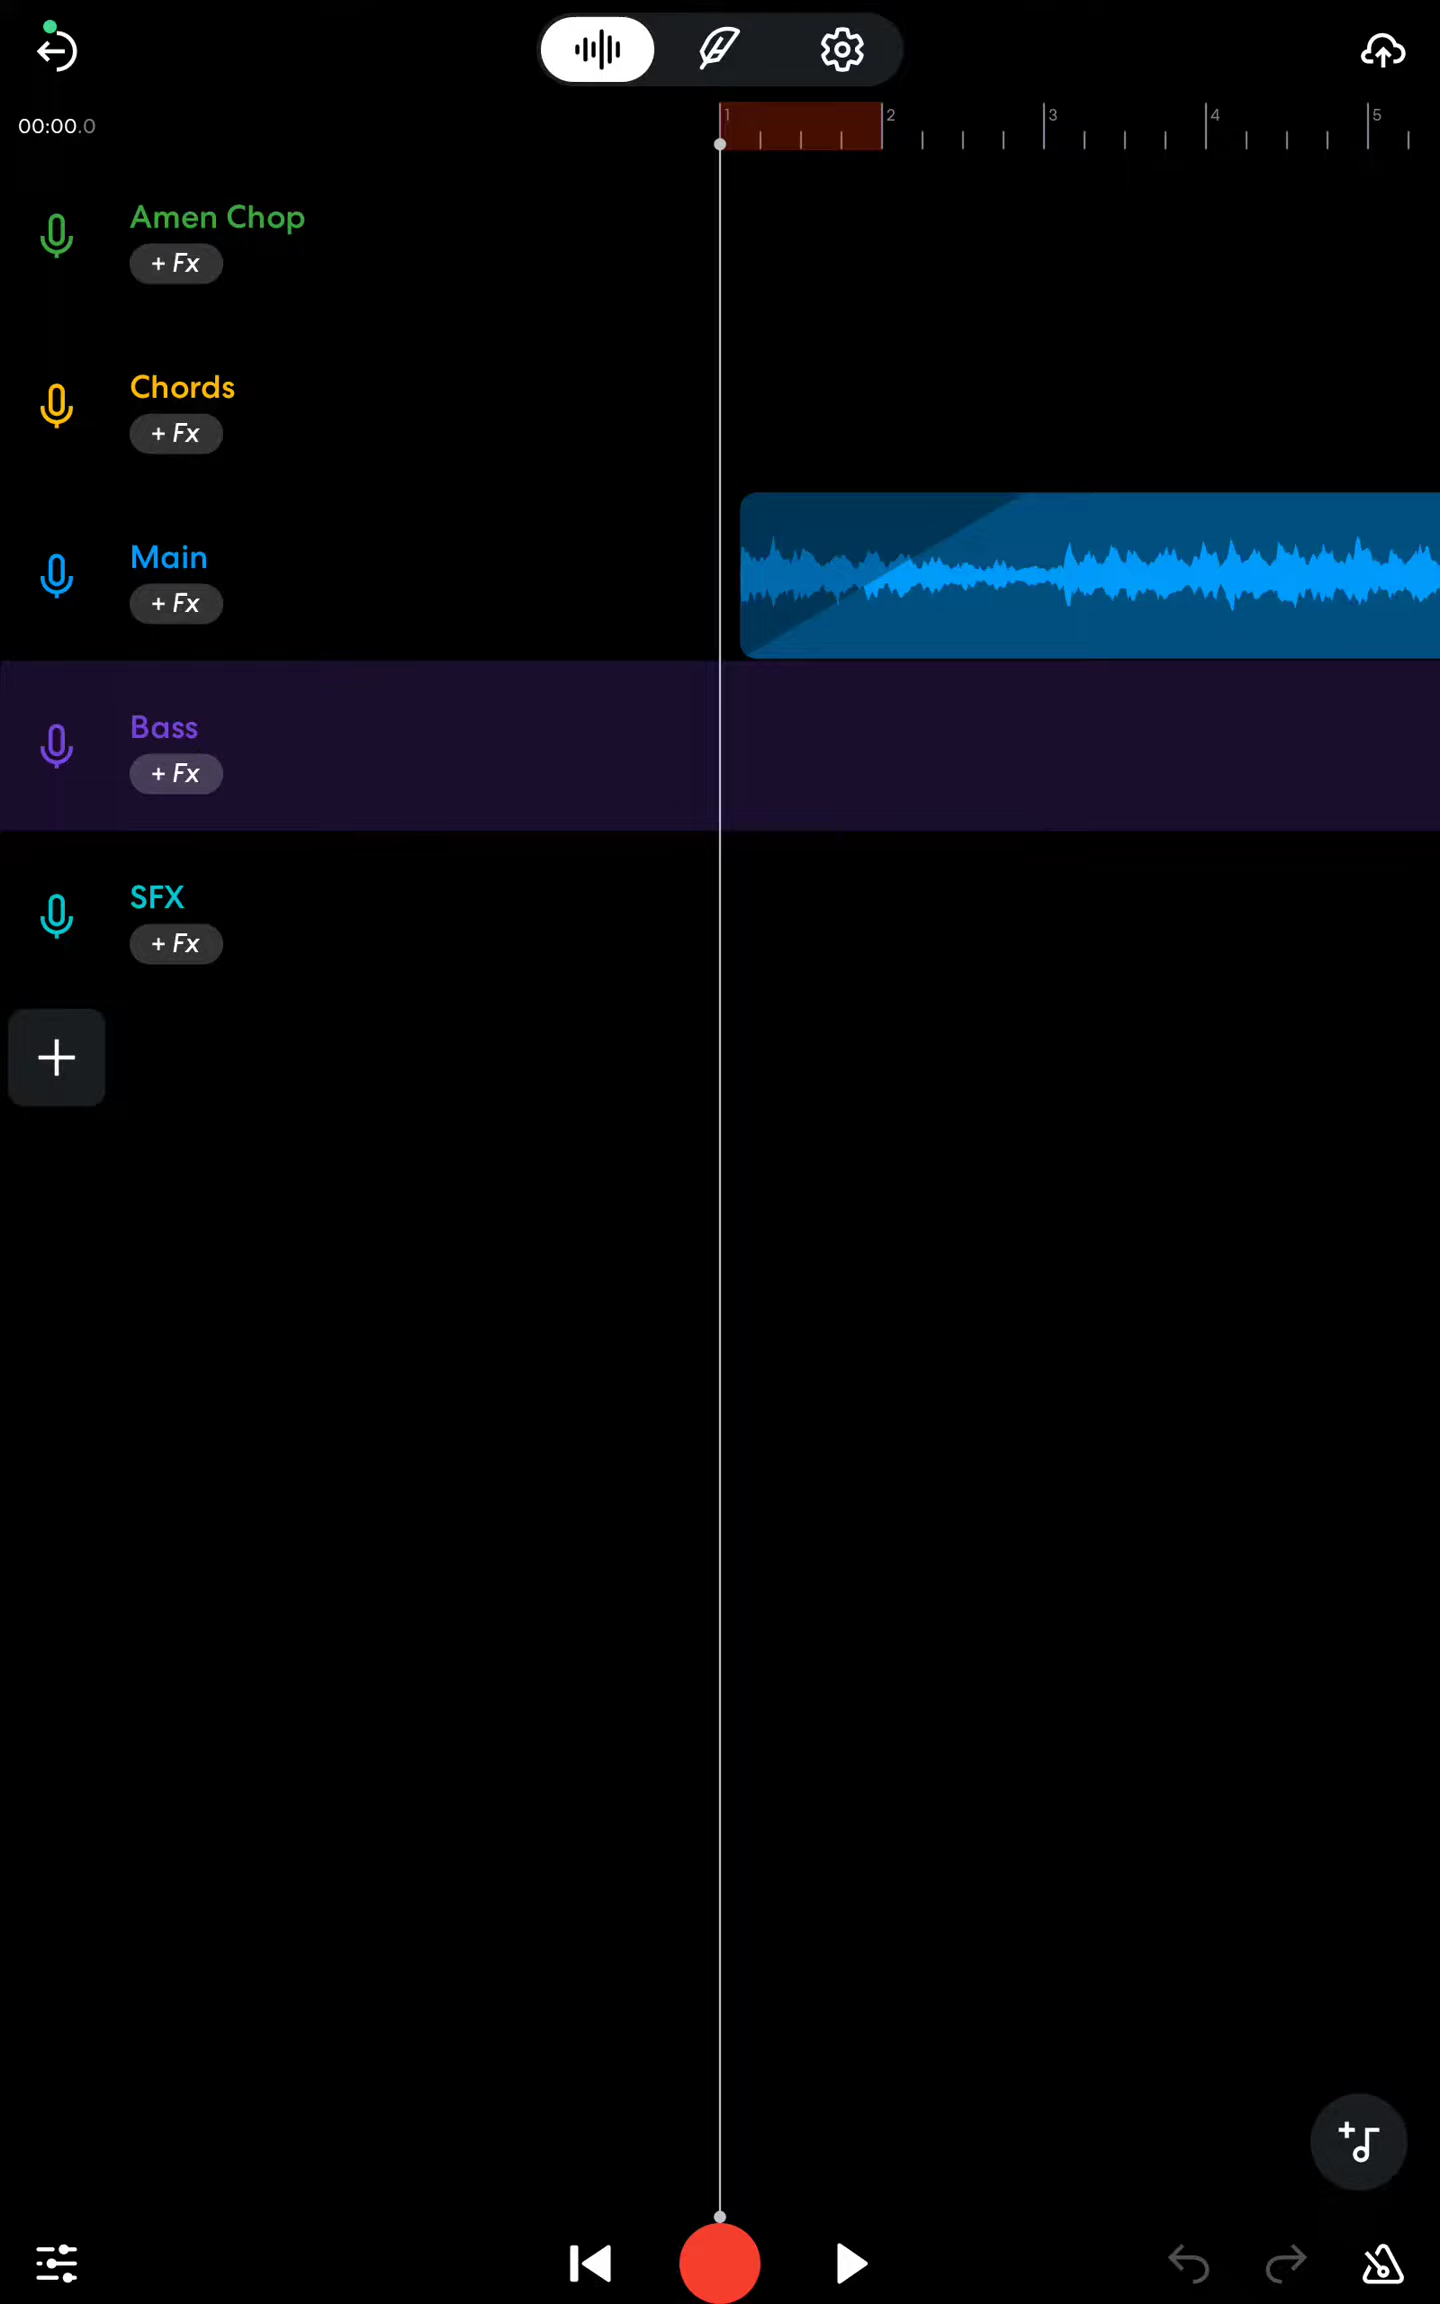 00:00.0
1 2 3 4 5
Amen Chop
+ Fx
Chords
+ Fx
Main
+ Fx
Bass
+ Fx
SFX
+ Fx